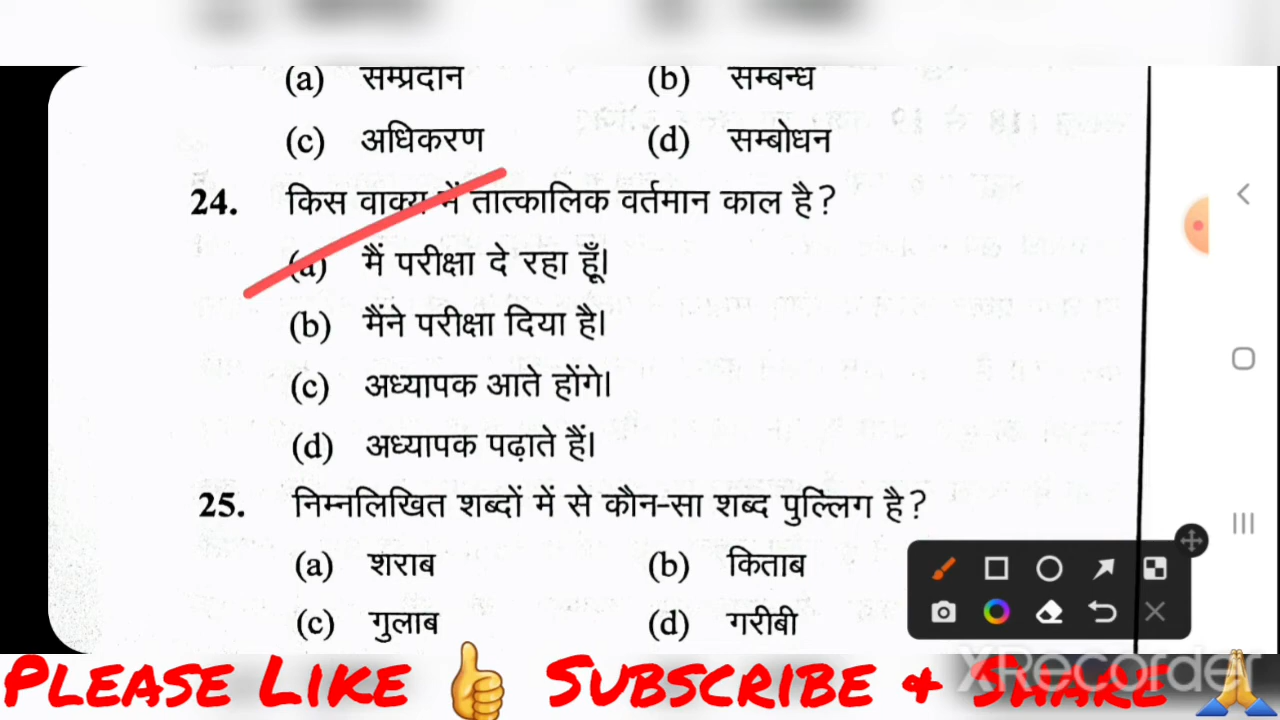 (a) सम्प्रदान (b) सम्बन्ध
(c) अधिकरण (d) सम्बोधन
24. किस वाक्य में तात्कालिक वर्तमान काल है?
(a) मैं परीक्षा दे रहा हूँ।
(b) मैंने परीक्षा दिया है।
(c) अध्यापक आते होंगे।
(d) अध्यापक पढ़ाते हैं।
25. निम्नलिखित शब्दों में से कौन-सा शब्द पुल्लिंग है?
(a) शराब (b) किताब
(c) गुलाब (d) गरीबी
XRecorder
PLEASE LIKE 👍 SUBSCRIBE & SHARE 🙏